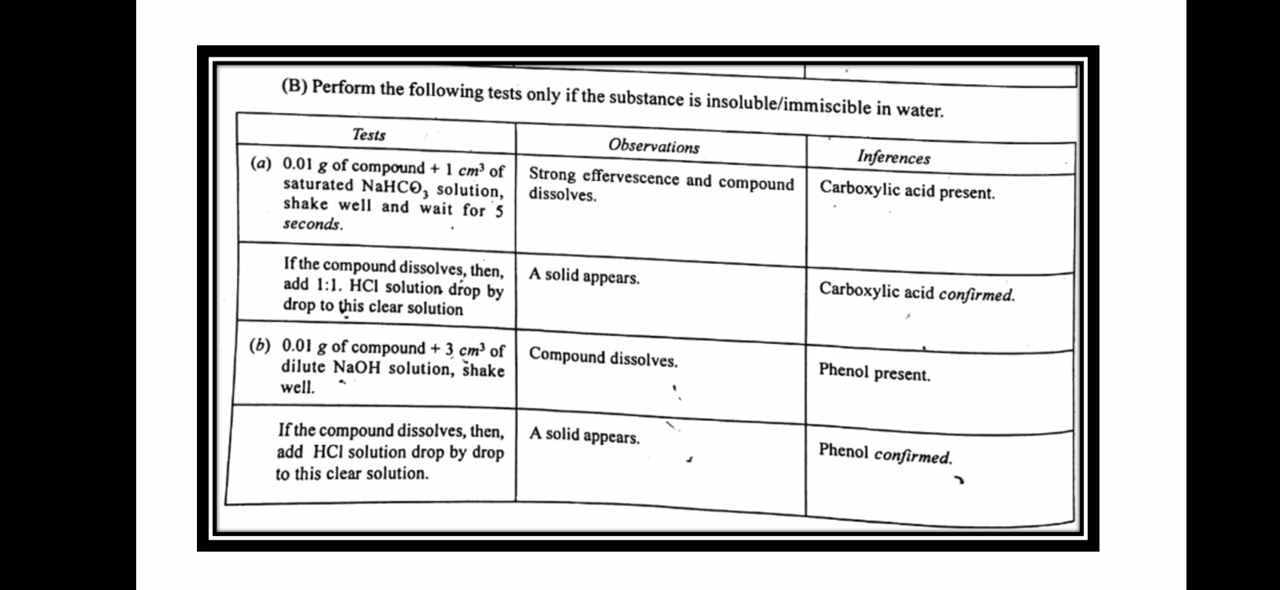 (B) Perform the following tests only if the substance is insoluble/immiscible in water.
Tests
Observations
Inferences
(a) 0.01 g of compound + 1 cm³ of
saturated NaHCO₃ solution,
shake well and wait for 5
seconds.
Strong effervescence and compound
dissolves.
Carboxylic acid present.
If the compound dissolves, then,
add 1:1. HCl solution drop by
drop to this clear solution
A solid appears.
Carboxylic acid confirmed.
(b) 0.01 g of compound + 3 cm³ of
dilute NaOH solution, shake
well.
Compound dissolves.
Phenol present.
If the compound dissolves, then,
add HCl solution drop by drop
to this clear solution.
A solid appears.
Phenol confirmed.